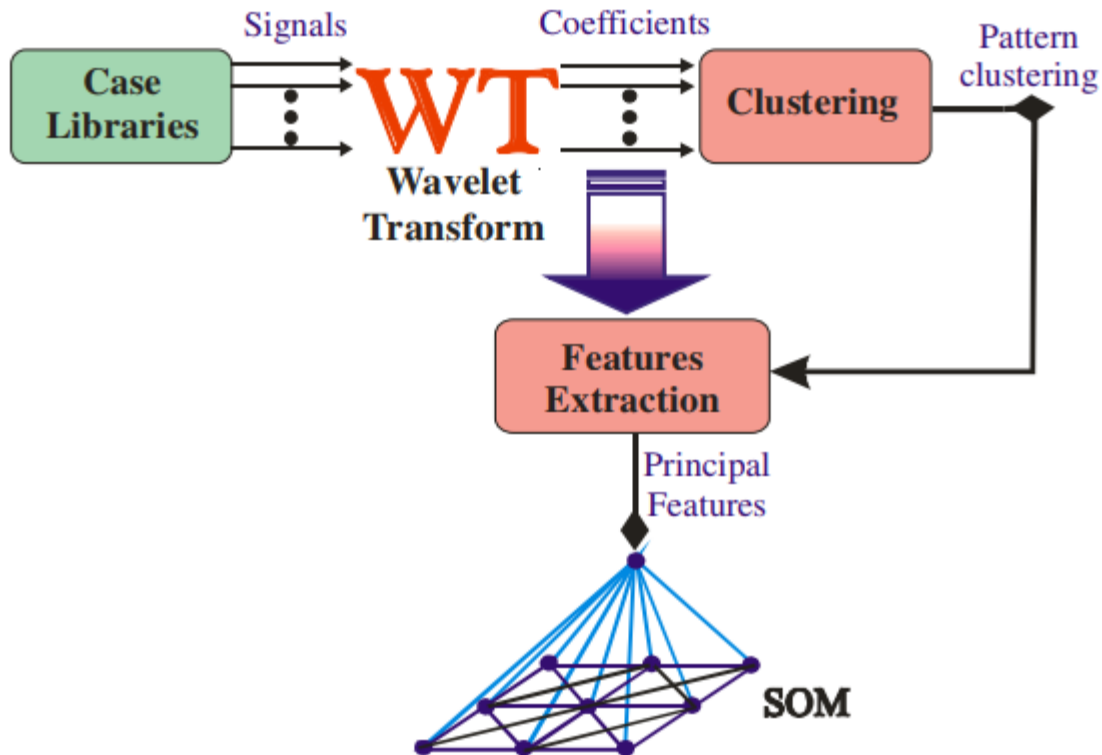 Signals
Coefficients
Pattern
clustering
Case
Libraries
WT
Clustering
Wavelet
Transform
Features
Extraction
Principal
Features
SOM